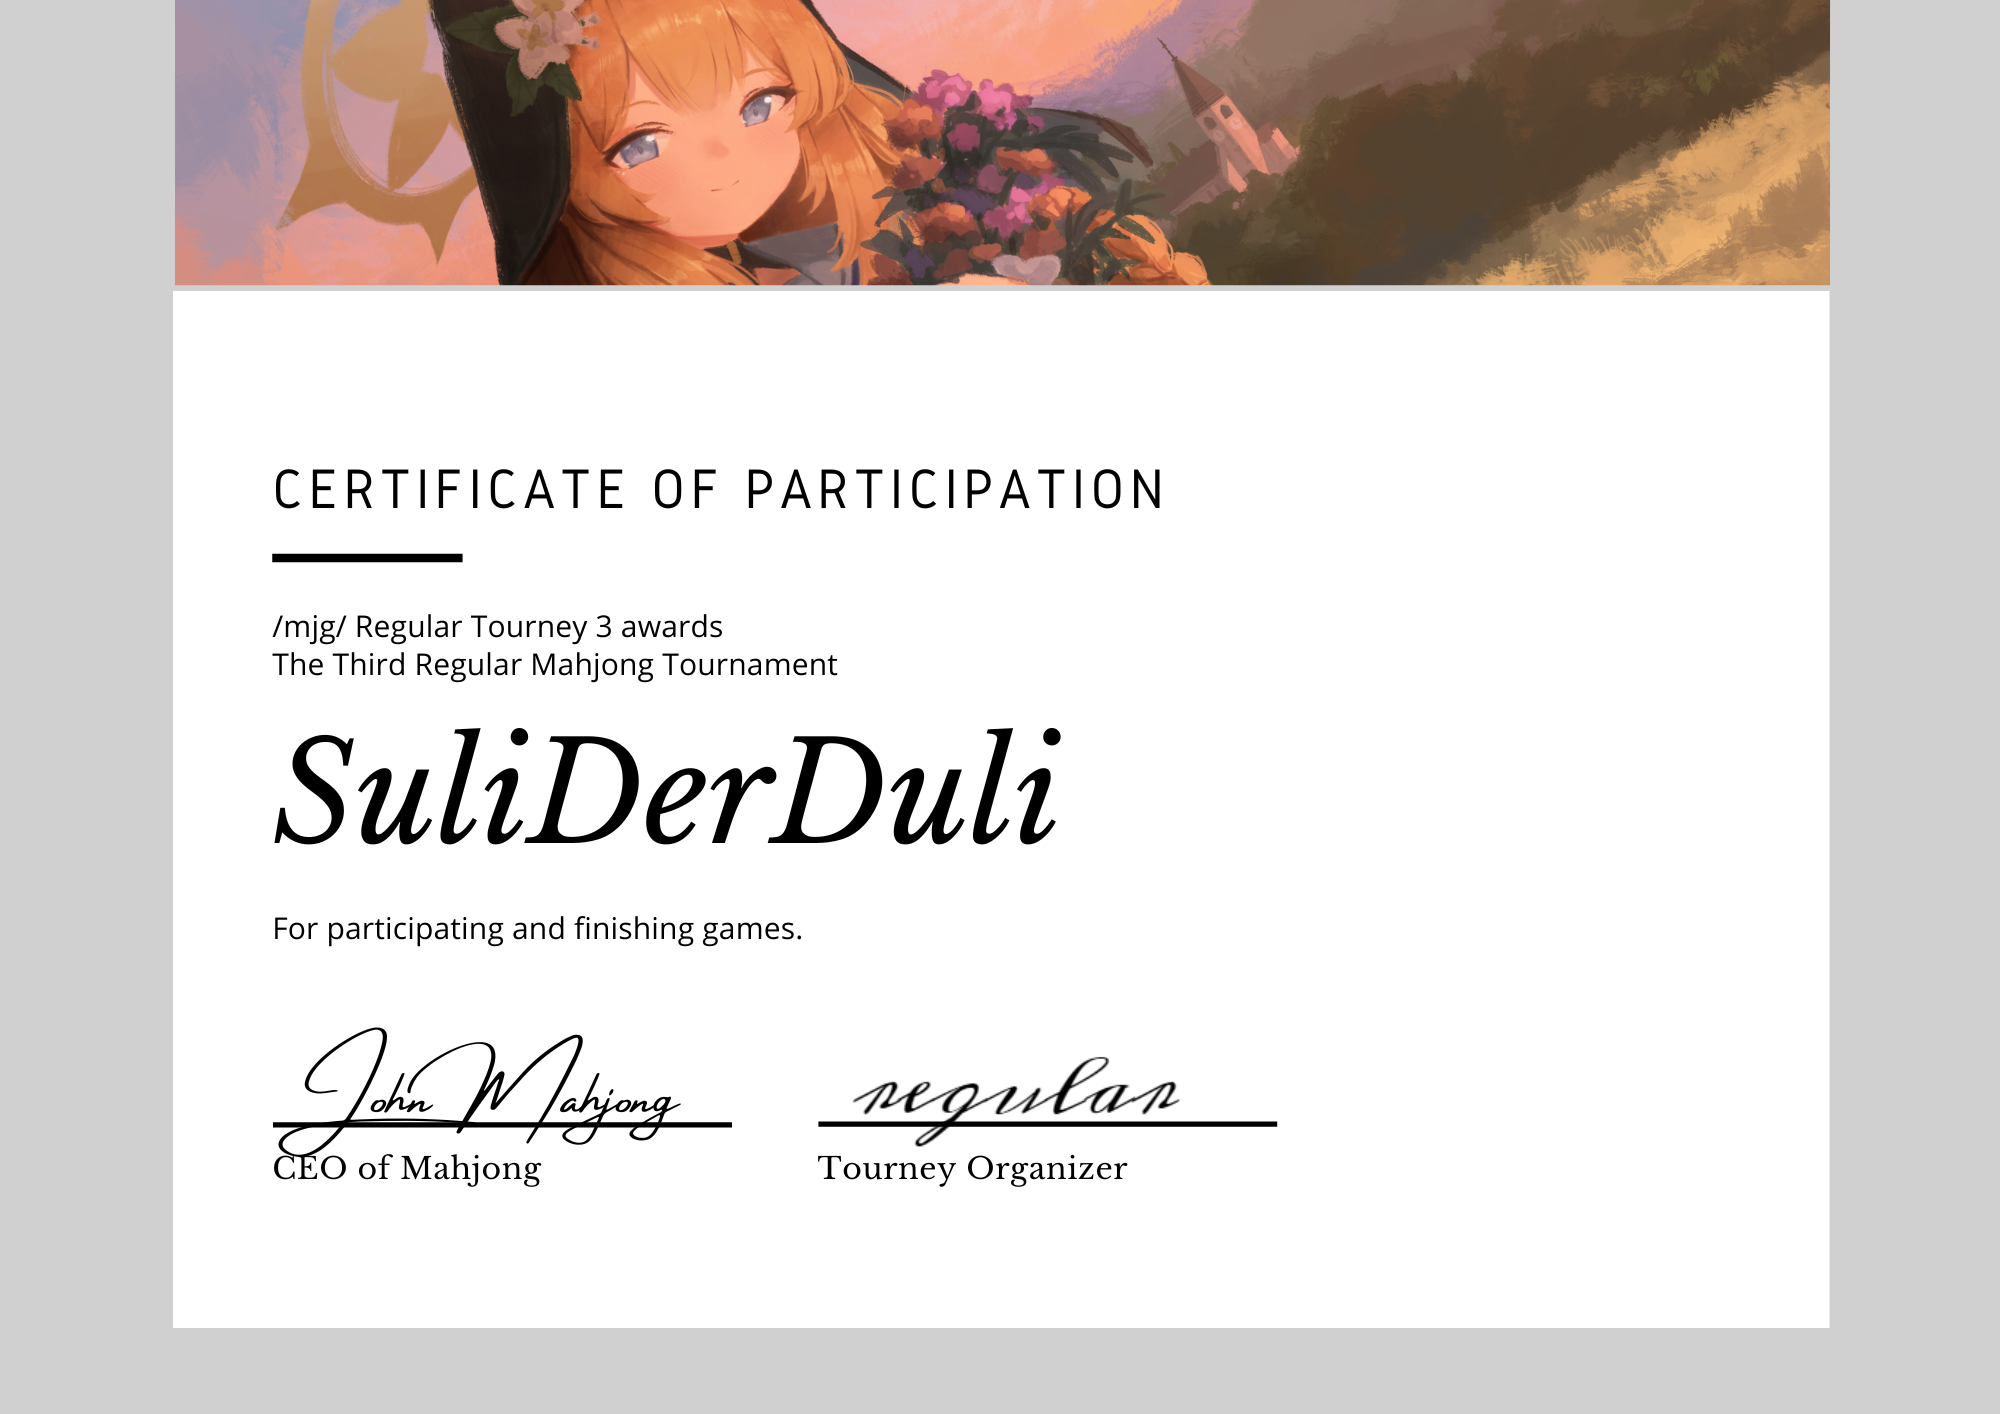 CERTIFICATE OF PARTICIPATION
/mjg/ Regular Tourney 3 awards
The Third Regular Mahjong Tournament
SuliDerDuli
For participating and finishing games.
John Mahjong
CEO of Mahjong
regular
Tourney Organizer